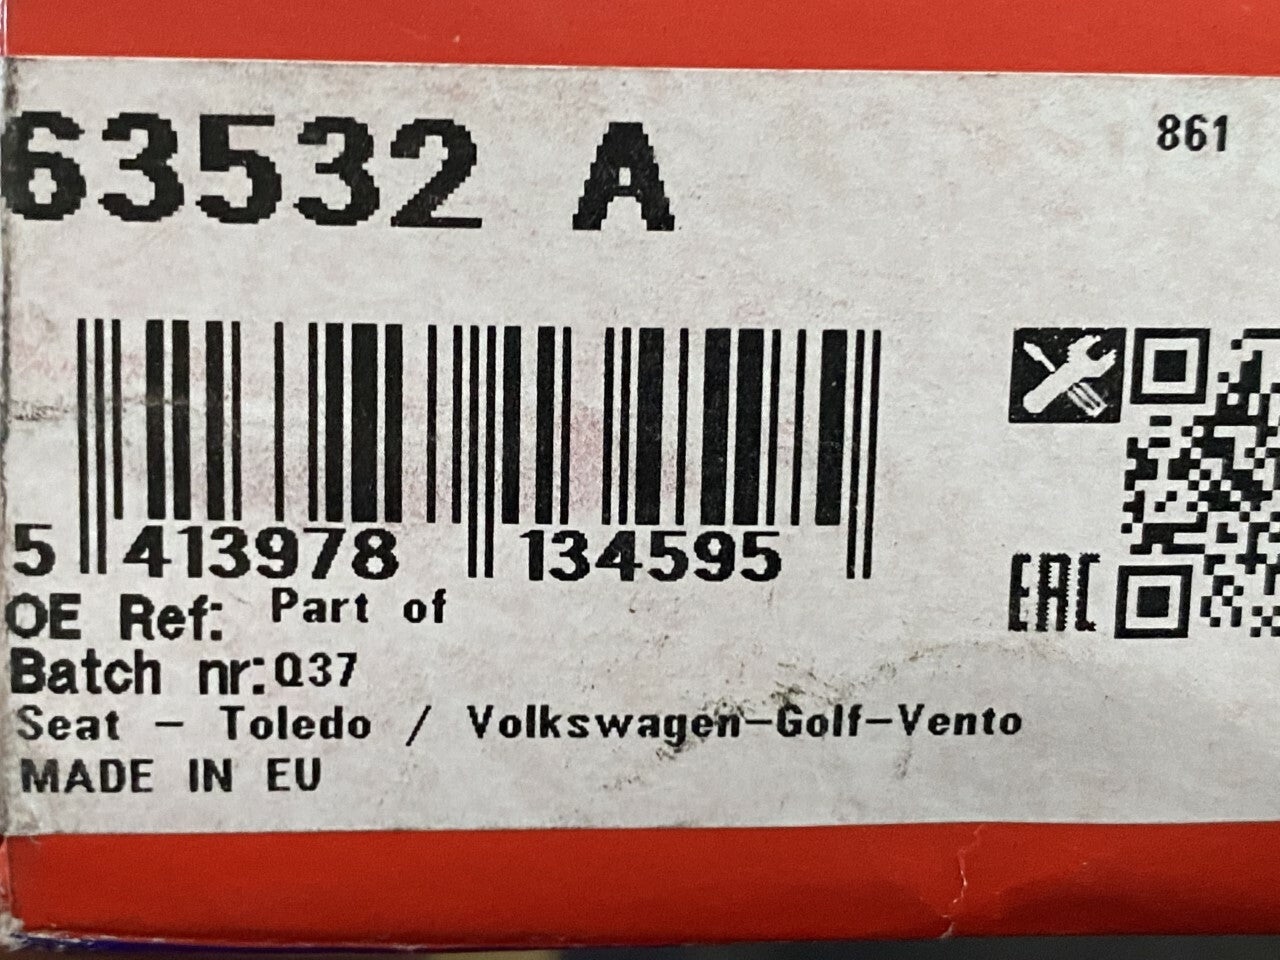 63532 A
861
5 413978 134595
EAC
OE Ref: Part of
Batch nr:Q37
Seat - Toledo / Volkswagen-Golf-Vento
MADE IN EU